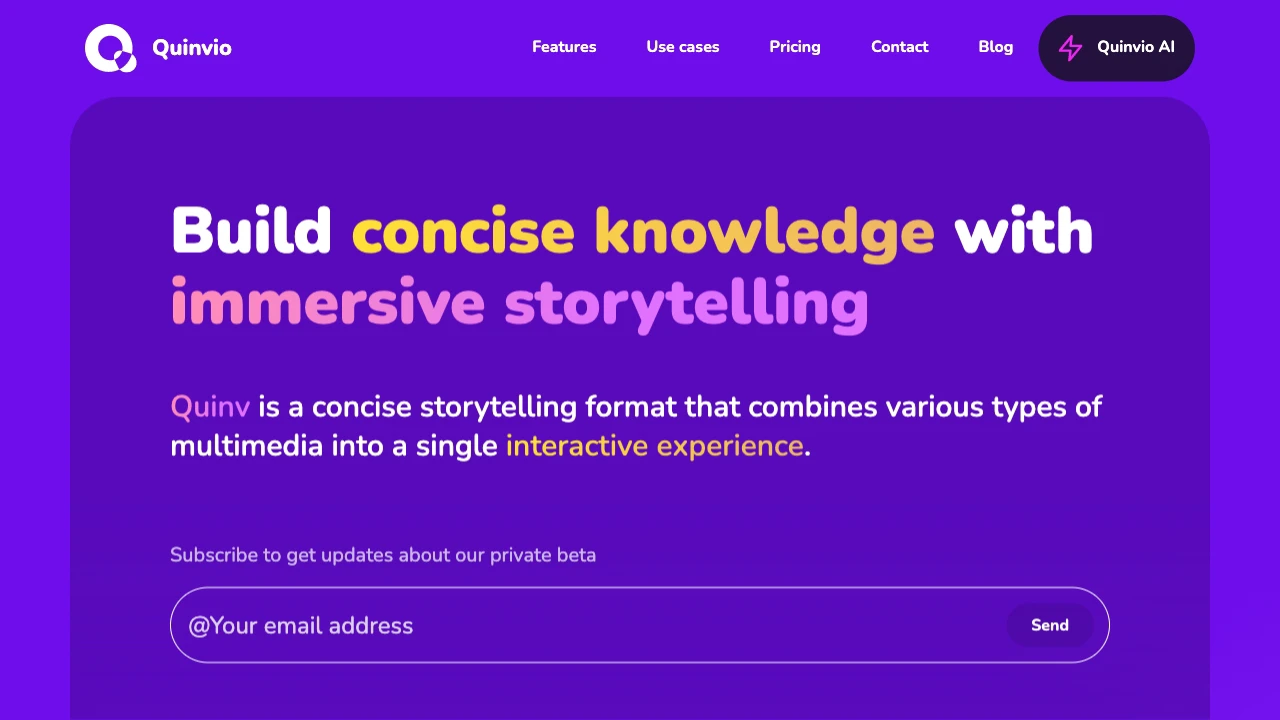 Quinvio
Features
Use cases
Pricing
Contact
Blog
Quinvio AI
Build concise knowledge with
immersive storytelling
Quinv is a concise storytelling format that combines various types of
multimedia into a single interactive experience.
Subscribe to get updates about our private beta
@Your email address
Send